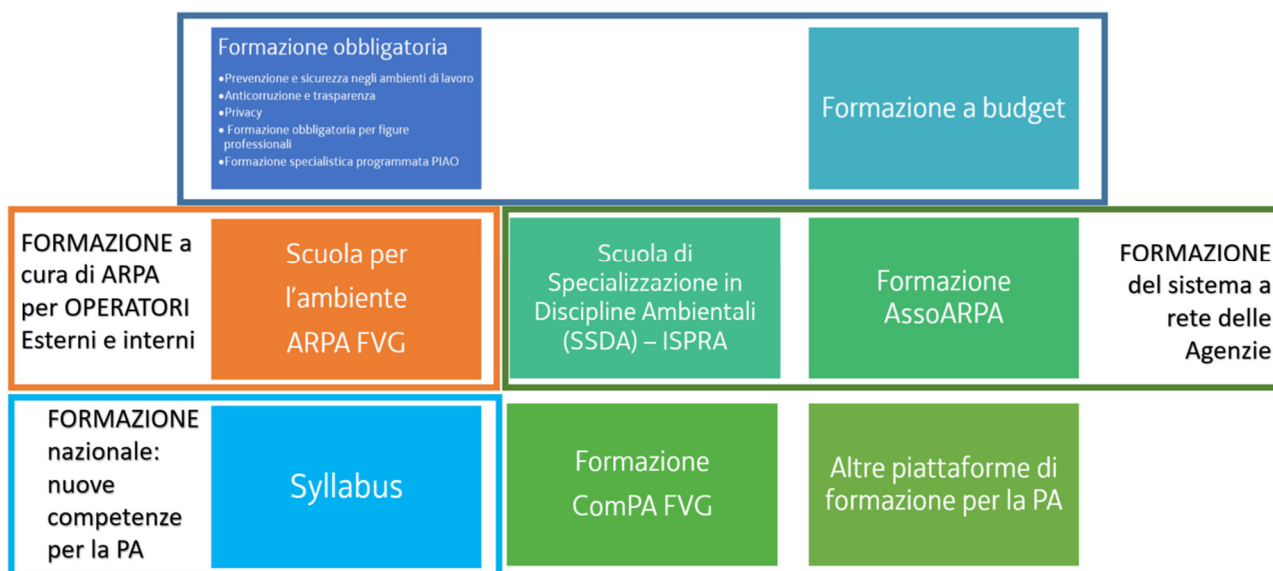 Formazione obbligatoria
•Prevenzione e sicurezza negli ambienti di lavoro
•Anticorruzione e trasparenza
•Privacy
• Formazione obbligatoria per figure
professionali
•Formazione specialistica programmata PIAO
Formazione a budget
FORMAZIONE a
cura di ARPA
per OPERATORI
Esterni e interni
Scuola per
l'ambiente
ARPA FVG
Scuola di
Specializzazione in
Discipline Ambientali
(SSDA) – ISPRA
Formazione
AssoARPA
FORMAZIONE
del sistema a
rete delle
Agenzie
FORMAZIONE
nazionale:
nuove
competenze
per la PA
Syllabus
Formazione
ComPA FVG
Altre piattaforme di
formazione per la PA